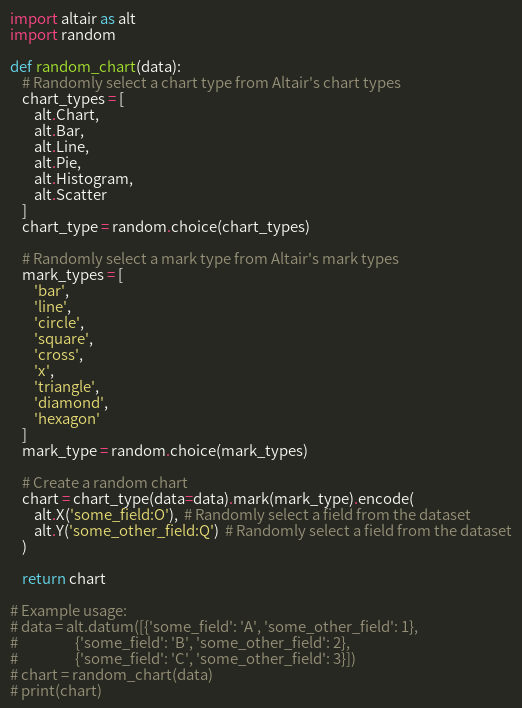 import altair as alt
import random

def random_chart(data):
    # Randomly select a chart type from Altair's chart types
    chart_types = [
        alt.Chart,
        alt.Bar,
        alt.Line,
        alt.Pie,
        alt.Histogram,
        alt.Scatter
    ]
    chart_type = random.choice(chart_types)

    # Randomly select a mark type from Altair's mark types
    mark_types = [
        'bar',
        'line',
        'circle',
        'square',
        'cross',
        'x',
        'triangle',
        'diamond',
        'hexagon'
    ]
    mark_type = random.choice(mark_types)

    # Create a random chart
    chart = chart_type(data=data).mark(mark_type).encode(
        alt.X('some_field:O'),  # Randomly select a field from the dataset
        alt.Y('some_other_field:Q')  # Randomly select a field from the dataset
    )

    return chart

# Example usage:
# data = alt.datum([{'some_field': 'A', 'some_other_field': 1},
#                   {'some_field': 'B', 'some_other_field': 2},
#                   {'some_field': 'C', 'some_other_field': 3}])
# chart = random_chart(data)
# print(chart)